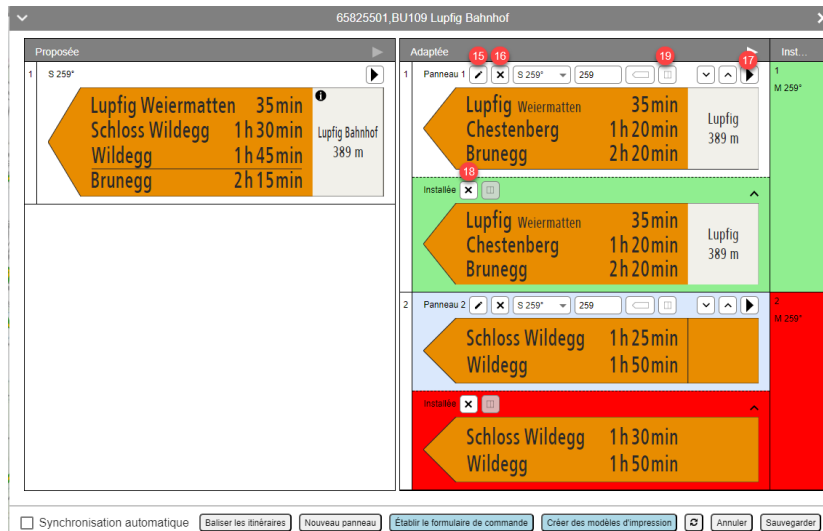 65825501,BU109 Lupfig Bahnhof
Proposée
1 S 259°
Lupfig Weiermatten 35min
Schloss Wildegg 1h30min
Wildegg 1h45min
Brunegg 2h15min
Lupfig Bahnhof
389 m
Adaptée
15 16 19 17
1 Panneau 1 S 259° 259
Lupfig Weiermatten 35min
Chestenberg 1h20min
Brunegg 2h20min
Lupfig
389 m
18
Installée
Lupfig Weiermatten 35min
Chestenberg 1h20min
Brunegg 2h20min
Lupfig
389 m
2 Panneau 2 S 259° 259
Schloss Wildegg 1h25min
Wildegg 1h50min
Installée
Schloss Wildegg 1h30min
Wildegg 1h50min
Inst...
1
M 259°
2
M 259°
Synchronisation automatique Baliser les itinéraires Nouveau panneau Établir le formulaire de commande Créer des modèles d'impression Annuler Sauvegarder